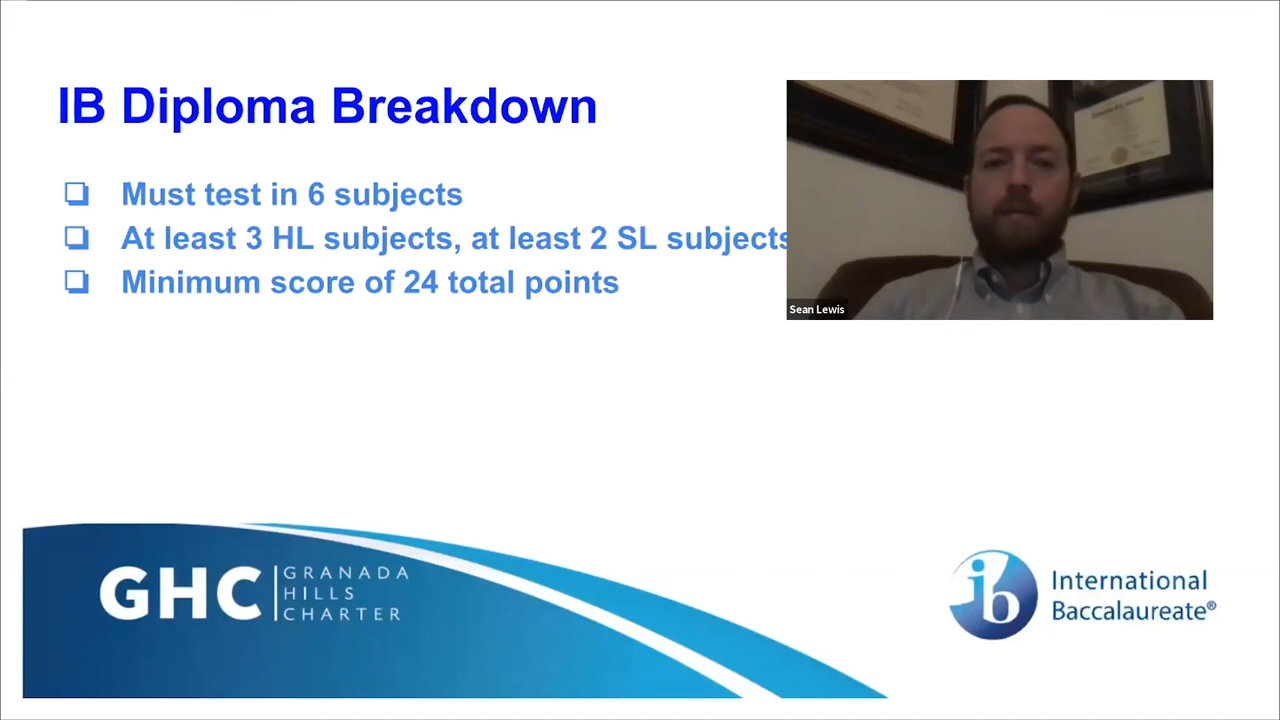 IB Diploma Breakdown
Must test in 6 subjects
At least 3 HL subjects, at least 2 SL subjects
Minimum score of 24 total points
Sean Lewis
GHC
GRANADA
HILLS
CHARTER
ib
International
Baccalaureate®